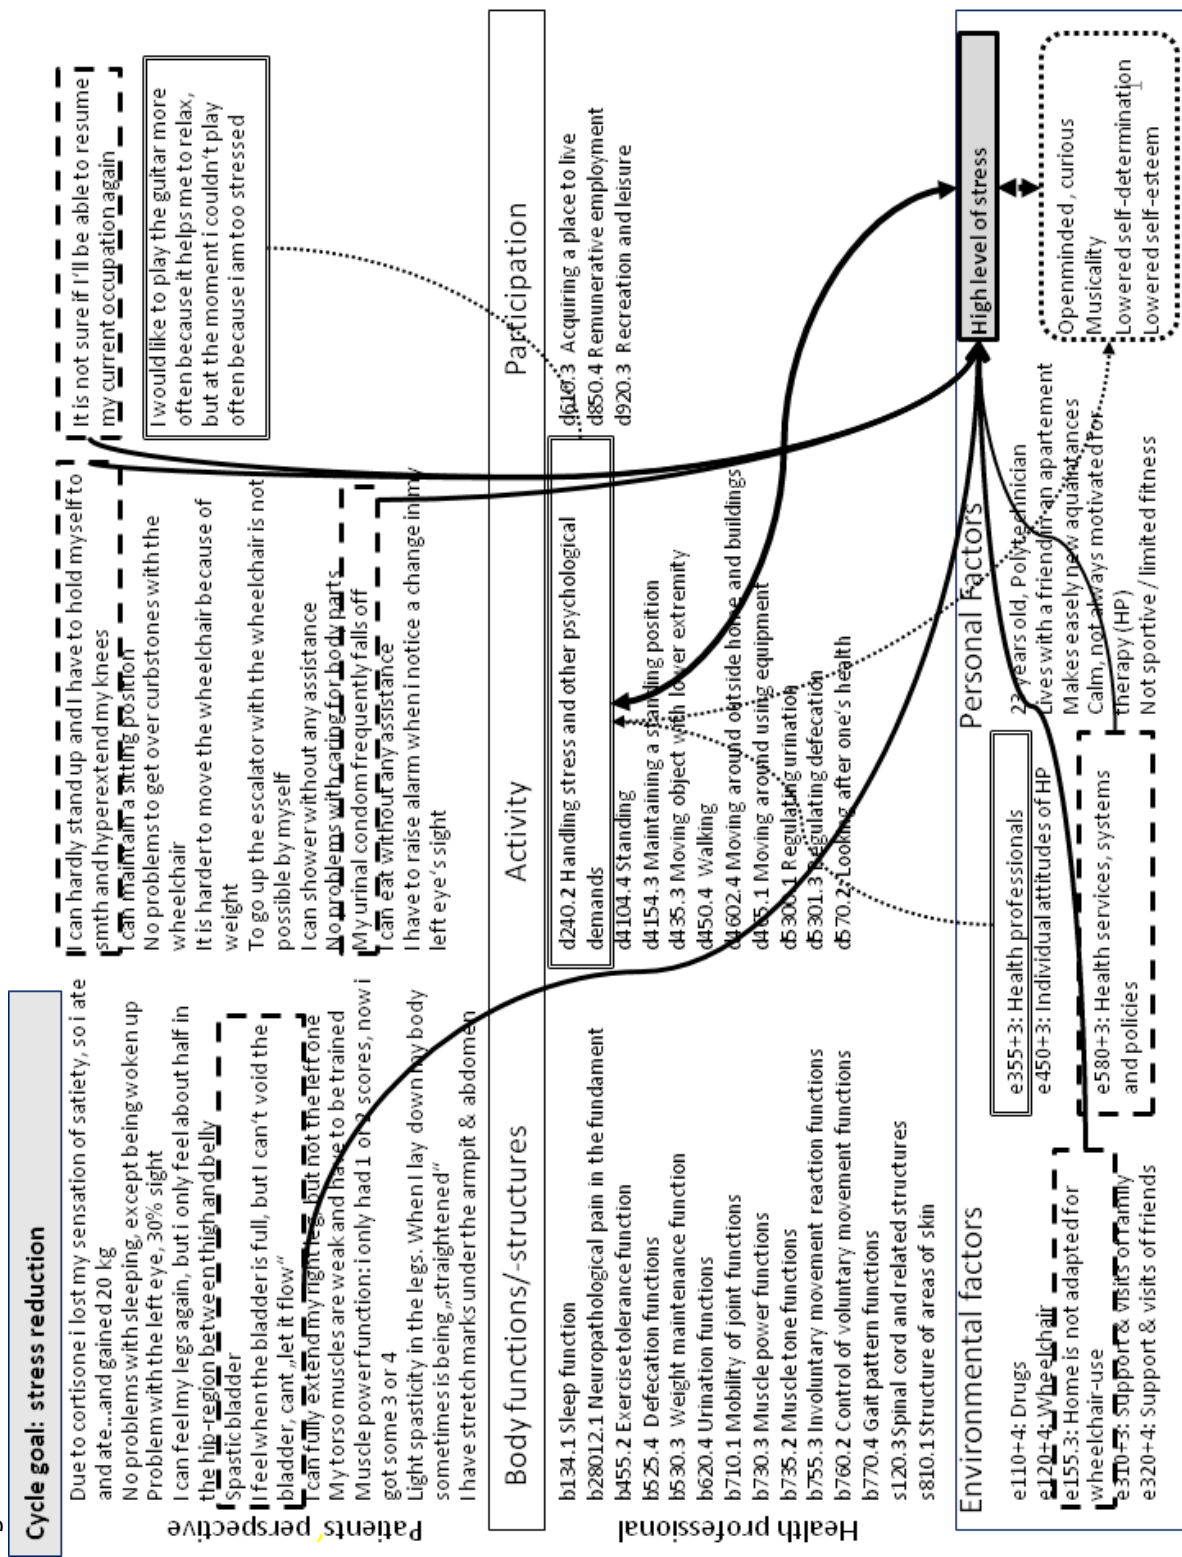 Cycle goal: stress reduction
Patients' perspective
Due to cortisone i lost my sensation of satiety, so i ate
and ate...and gained 20 kg
No problems with sleeping, except being woken up
Problem with the left eye, 30% sight
I can feel my legs again, but i only feel about half in
the hip-region between thigh and belly
Spastic bladder
I feel when the bladder is full, but I can't void the
bladder, cant „let it flow“
I can fully extend my right leg, but not the left one
My torso muscles are weak and have to be trained
Muscle power function: i only had 1 of 2 scores, now i
got some 3 or 4
Light spasticity in the legs. When I lay down my body
sometimes is being „straightened“
I have stretch marks under the armpit & abdomen
I can hardly stand up and I have to hold myself to
smth and hyperextend my knees
I can maintain a sitting position
No problems to get over curbstones with the
wheelchair
It is harder to move the wheelchair because of
weight
To go up the escalator with the wheelchair is not
possible by myself
I can shower without any assistance
No problems with caring for body parts
My urinal condom frequently falls off
I can eat without any assistance
I have to raise alarm when i notice a change in my
left eye's sight
It is not sure if I'll be able to resume
my current occupation again
I would like to play the guitar more
often because it helps me to relax,
but at the moment i couldn't play
often because i am too stressed
Body functions/-structures
Activity
Participation
Health professional
b134.1 Sleep function
b28012.1 Neuropathological pain in the fundament
b455.2 Exercise tolerance function
b525.4 Defecation functions
b530.3 Weight maintenance function
b620.4 Urination functions
b710.1 Mobility of joint functions
b730.3 Muscle power functions
b735.2 Muscle tone functions
b755.3 Involuntary movement reaction functions
b760.2 Control of voluntary movement functions
b770.4 Gait pattern functions
s120.3 Spinal cord and related structures
s810.1 Structure of areas of skin
d240.2 Handling stress and other psychological
demands
d4104.4 Standing
d4154.3 Maintaining a standing position
d435.3 Moving object with lower extremity
d450.4 Walking
d4602.4 Moving around outside home and buildings
d465.1 Moving around using equipment
d5300.1 Regulating urination
d5301.3 Regulating defecation
d570.2 Looking after one's health
d610.3 Acquiring a place to live
d850.4 Remunerative employment
d920.3 Recreation and leisure
Environmental factors
e110+4: Drugs
e120+4: Wheelchair
e155.3: Home is not adapted for
wheelchair-use
e310+3: Support & visits of family
e320+4: Support & visits of friends
e355+3: Health professionals
e450+3: Individual attitudes of HP
e580+3: Health services, systems
and policies
Personal Factors
23 years old, Polytechnician
Lives with a friend in an apartement
Makes easely new aquaintances
Calm, not always motivated for
therapy (HP)
Not sportive / limited fitness
High level of stress
Openminded, curious
Musicality
Lowered self-determination
Lowered self-esteem